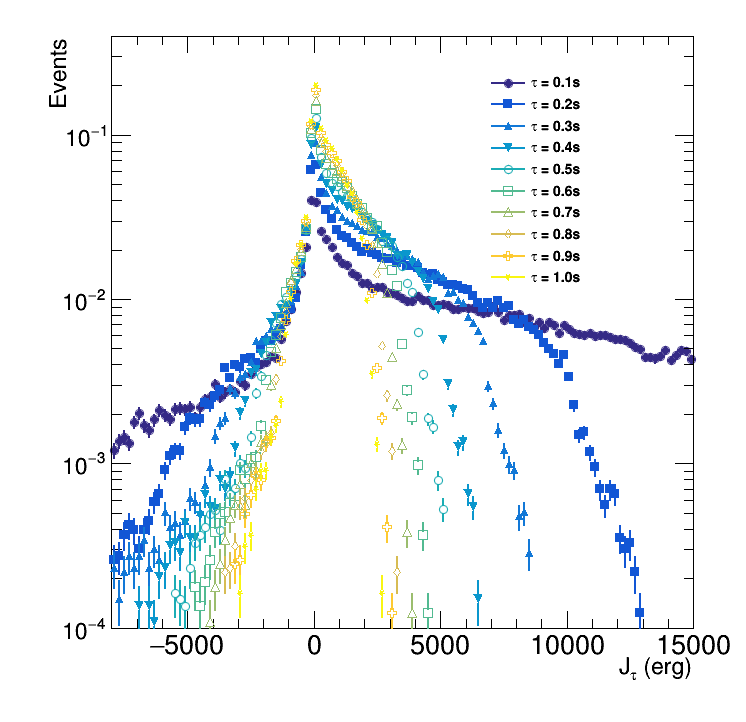 Events
10⁻¹
10⁻²
10⁻³
10⁻⁴
τ = 0.1s
τ = 0.2s
τ = 0.3s
τ = 0.4s
τ = 0.5s
τ = 0.6s
τ = 0.7s
τ = 0.8s
τ = 0.9s
τ = 1.0s
−5000 0 5000 10000 15000
J_τ (erg)